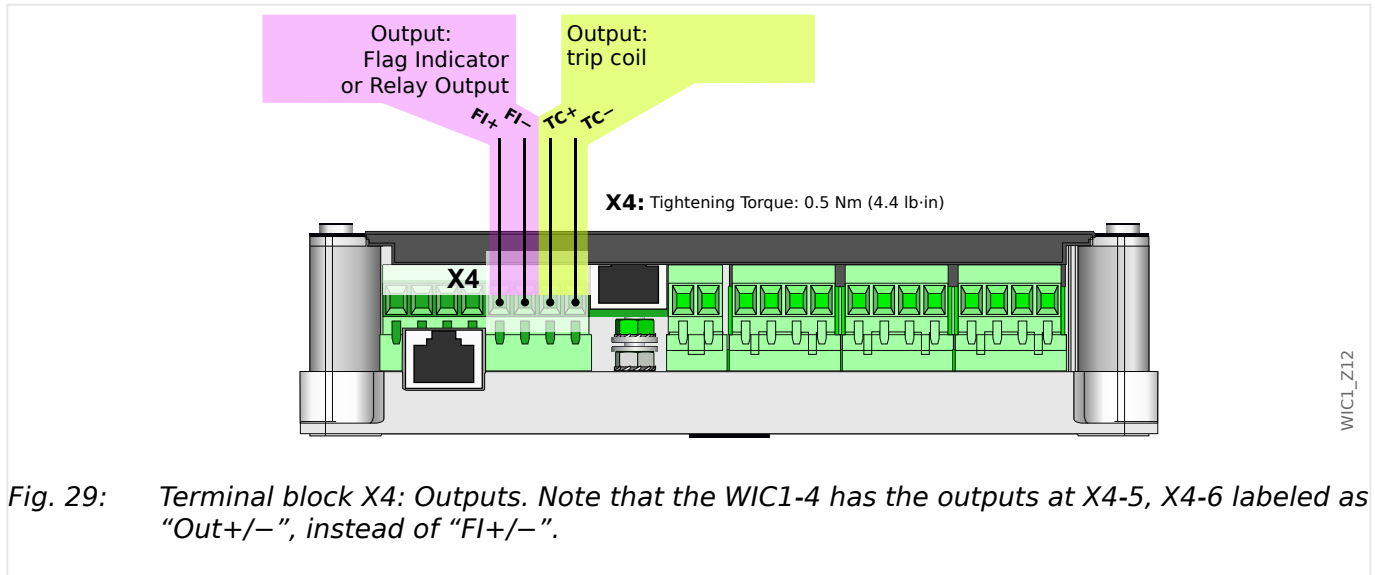 Output:
Flag Indicator
or Relay Output
Output:
trip coil
FI+ FI− TC+ TC−
X4: Tightening Torque: 0.5 Nm (4.4 lb·in)
X4
WIC1_Z12
Fig. 29: Terminal block X4: Outputs. Note that the WIC1-4 has the outputs at X4-5, X4-6 labeled as
“Out+/−”, instead of “FI+/−”.